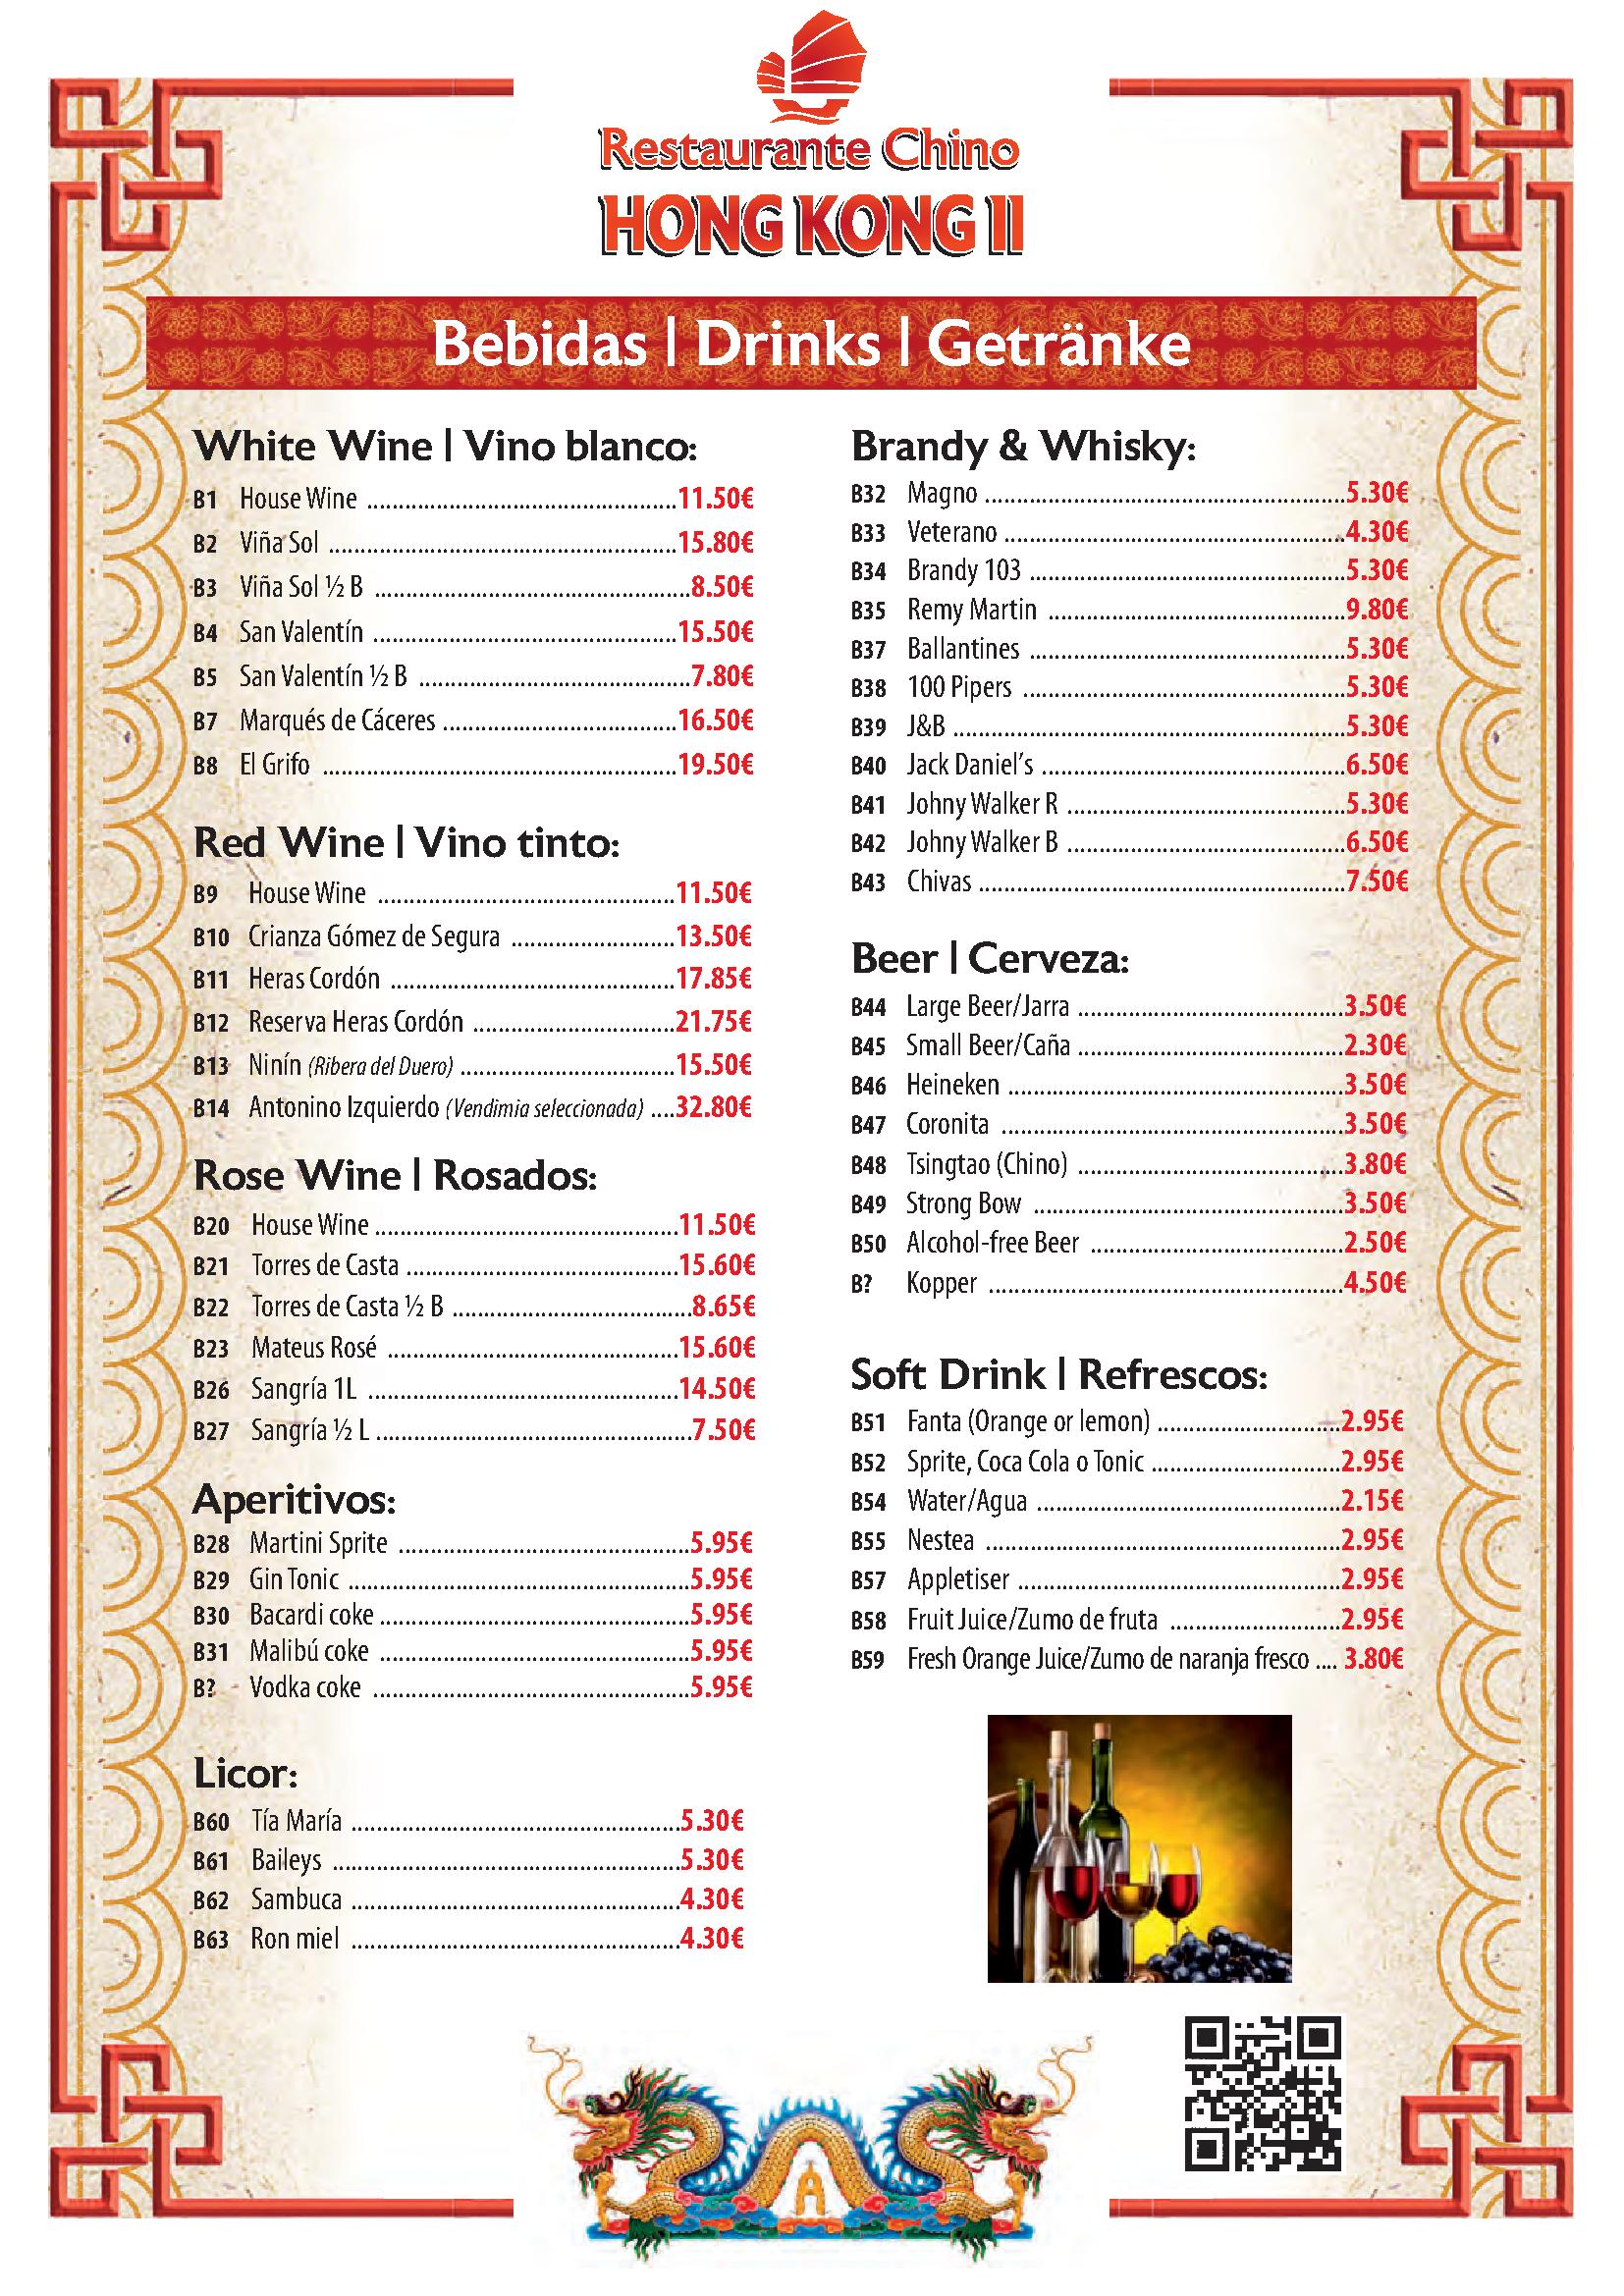 Restaurante Chino
HONG KONG II
Bebidas | Drinks | Getränke
White Wine | Vino blanco:
B1 House Wine ........ 11.50€
B2 Viña Sol ........ 15.80€
B3 Viña Sol ½ B ........ 8.50€
B4 San Valentín ........ 15.50€
B5 San Valentín ½ B ........ 7.80€
B7 Marqués de Cáceres ........ 16.50€
B8 El Grifo ........ 19.50€
Red Wine | Vino tinto:
B9 House Wine ........ 11.50€
B10 Crianza Gómez de Segura ........ 13.50€
B11 Heras Cordón ........ 17.85€
B12 Reserva Heras Cordón ........ 21.75€
B13 Ninín (Ribera del Duero) ........ 15.50€
B14 Antonino Izquierdo (Vendimia seleccionada) .... 32.80€
Rose Wine | Rosados:
B20 House Wine ........ 11.50€
B21 Torres de Casta ........ 15.60€
B22 Torres de Casta ½ B ........ 8.65€
B23 Mateus Rosé ........ 15.60€
B26 Sangría 1L ........ 14.50€
B27 Sangría ½ L ........ 7.50€
Aperitivos:
B28 Martini Sprite ........ 5.95€
B29 Gin Tonic ........ 5.95€
B30 Bacardi coke ........ 5.95€
B31 Malibú coke ........ 5.95€
B? Vodka coke ........ 5.95€
Licor:
B60 Tía María ........ 5.30€
B61 Baileys ........ 5.30€
B62 Sambuca ........ 4.30€
B63 Ron miel ........ 4.30€
Brandy & Whisky:
B32 Magno ........ 5.30€
B33 Veterano ........ 4.30€
B34 Brandy 103 ........ 5.30€
B35 Remy Martin ........ 9.80€
B37 Ballantines ........ 5.30€
B38 100 Pipers ........ 5.30€
B39 J&B ........ 5.30€
B40 Jack Daniel's ........ 6.50€
B41 Johny Walker R ........ 5.30€
B42 Johny Walker B ........ 6.50€
B43 Chivas ........ 7.50€
Beer | Cerveza:
B44 Large Beer/Jarra ........ 3.50€
B45 Small Beer/Caña ........ 2.30€
B46 Heineken ........ 3.50€
B47 Coronita ........ 3.50€
B48 Tsingtao (Chino) ........ 3.80€
B49 Strong Bow ........ 3.50€
B50 Alcohol-free Beer ........ 2.50€
B? Kopper ........ 4.50€
Soft Drink | Refrescos:
B51 Fanta (Orange or lemon) ........ 2.95€
B52 Sprite, Coca Cola o Tonic ........ 2.95€
B54 Water/Agua ........ 2.15€
B55 Nestea ........ 2.95€
B57 Appletiser ........ 2.95€
B58 Fruit Juice/Zumo de fruta ........ 2.95€
B59 Fresh Orange Juice/Zumo de naranja fresco .... 3.80€